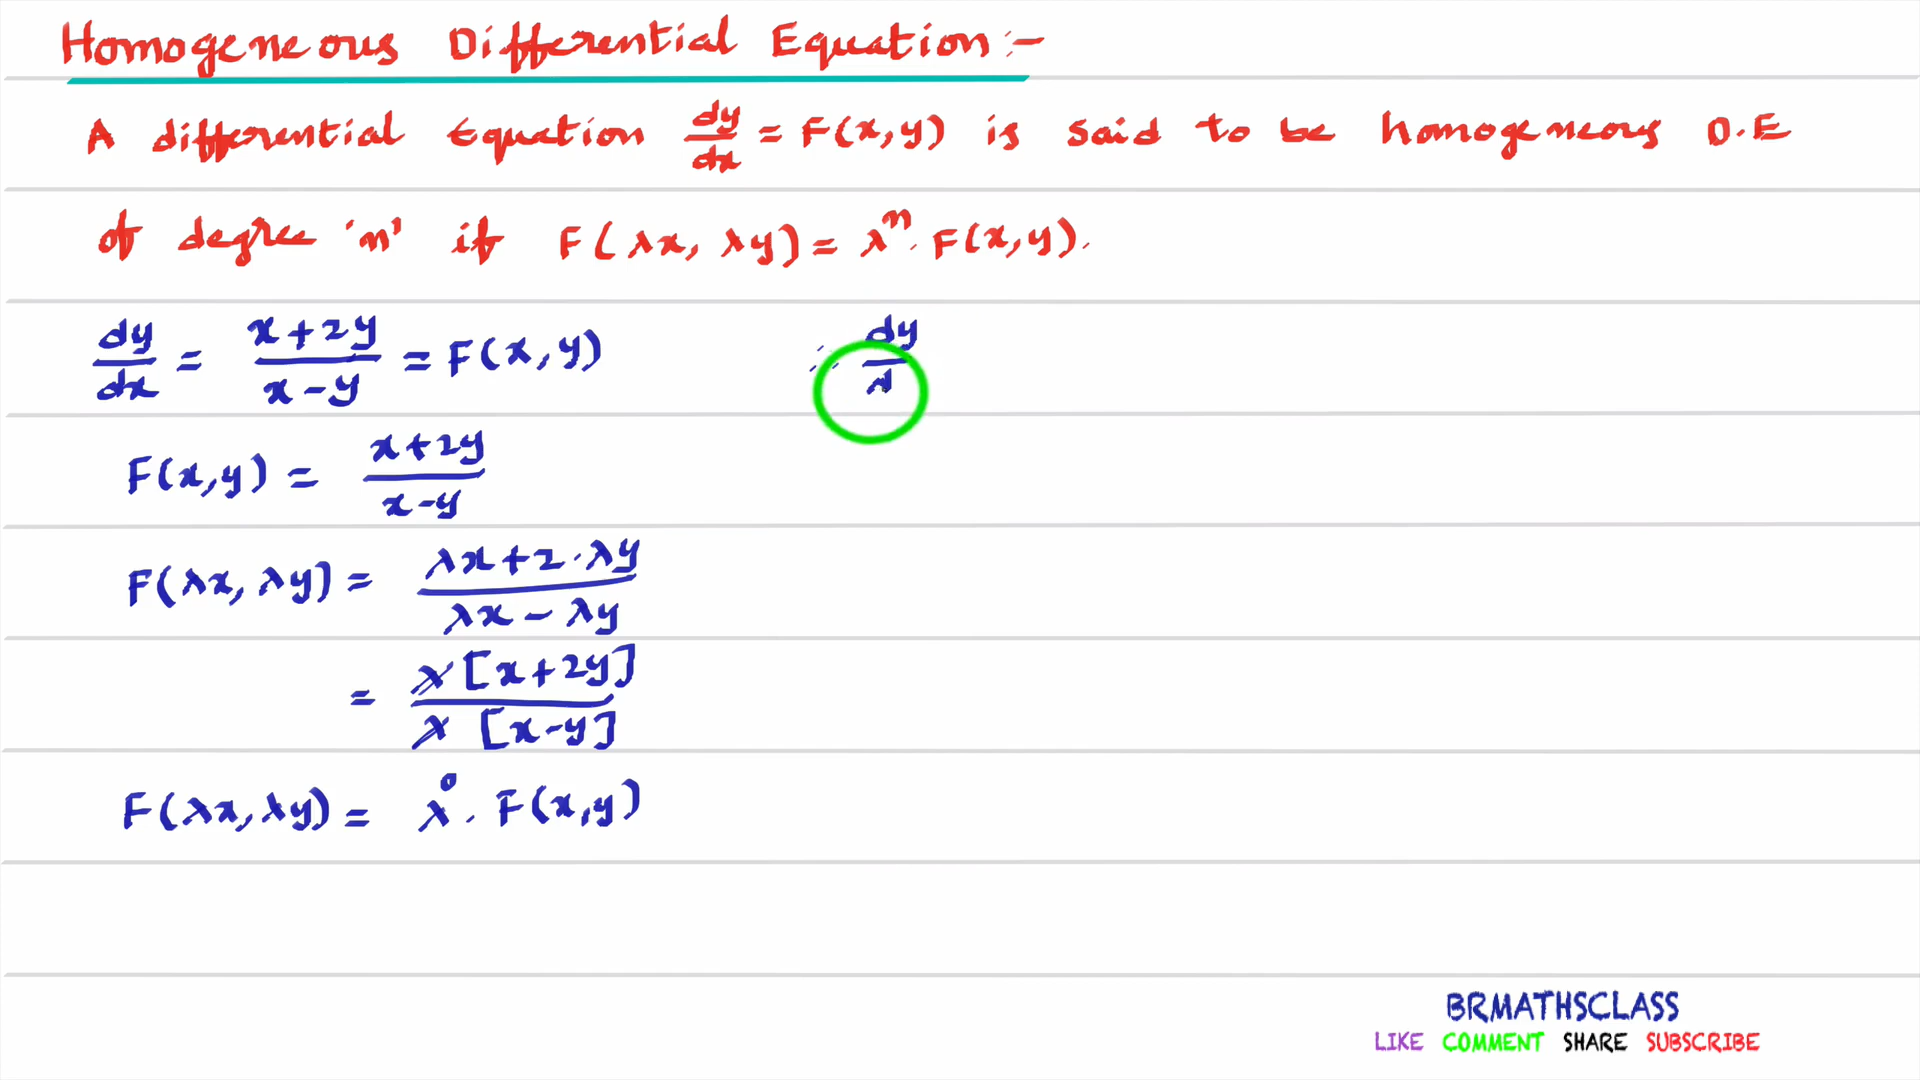 Homogeneous Differential Equation :-
A differential Equation dy/dx = F(x,y) is said to be homogeneous D.E
of degree 'n' if F(λx, λy) = λⁿ. F(x,y).
dy/dx = x+2y/x-y = F(x,y)
F(x,y) = x+2y/x-y
F(λx, λy) = λx+2.λy/λx-λy
= λ[x+2y]/λ[x-y]
F(λx,λy) = λ⁰. F(x,y)
∴ dy/
BRMATHSCLASS
LIKE COMMENT SHARE SUBSCRIBE